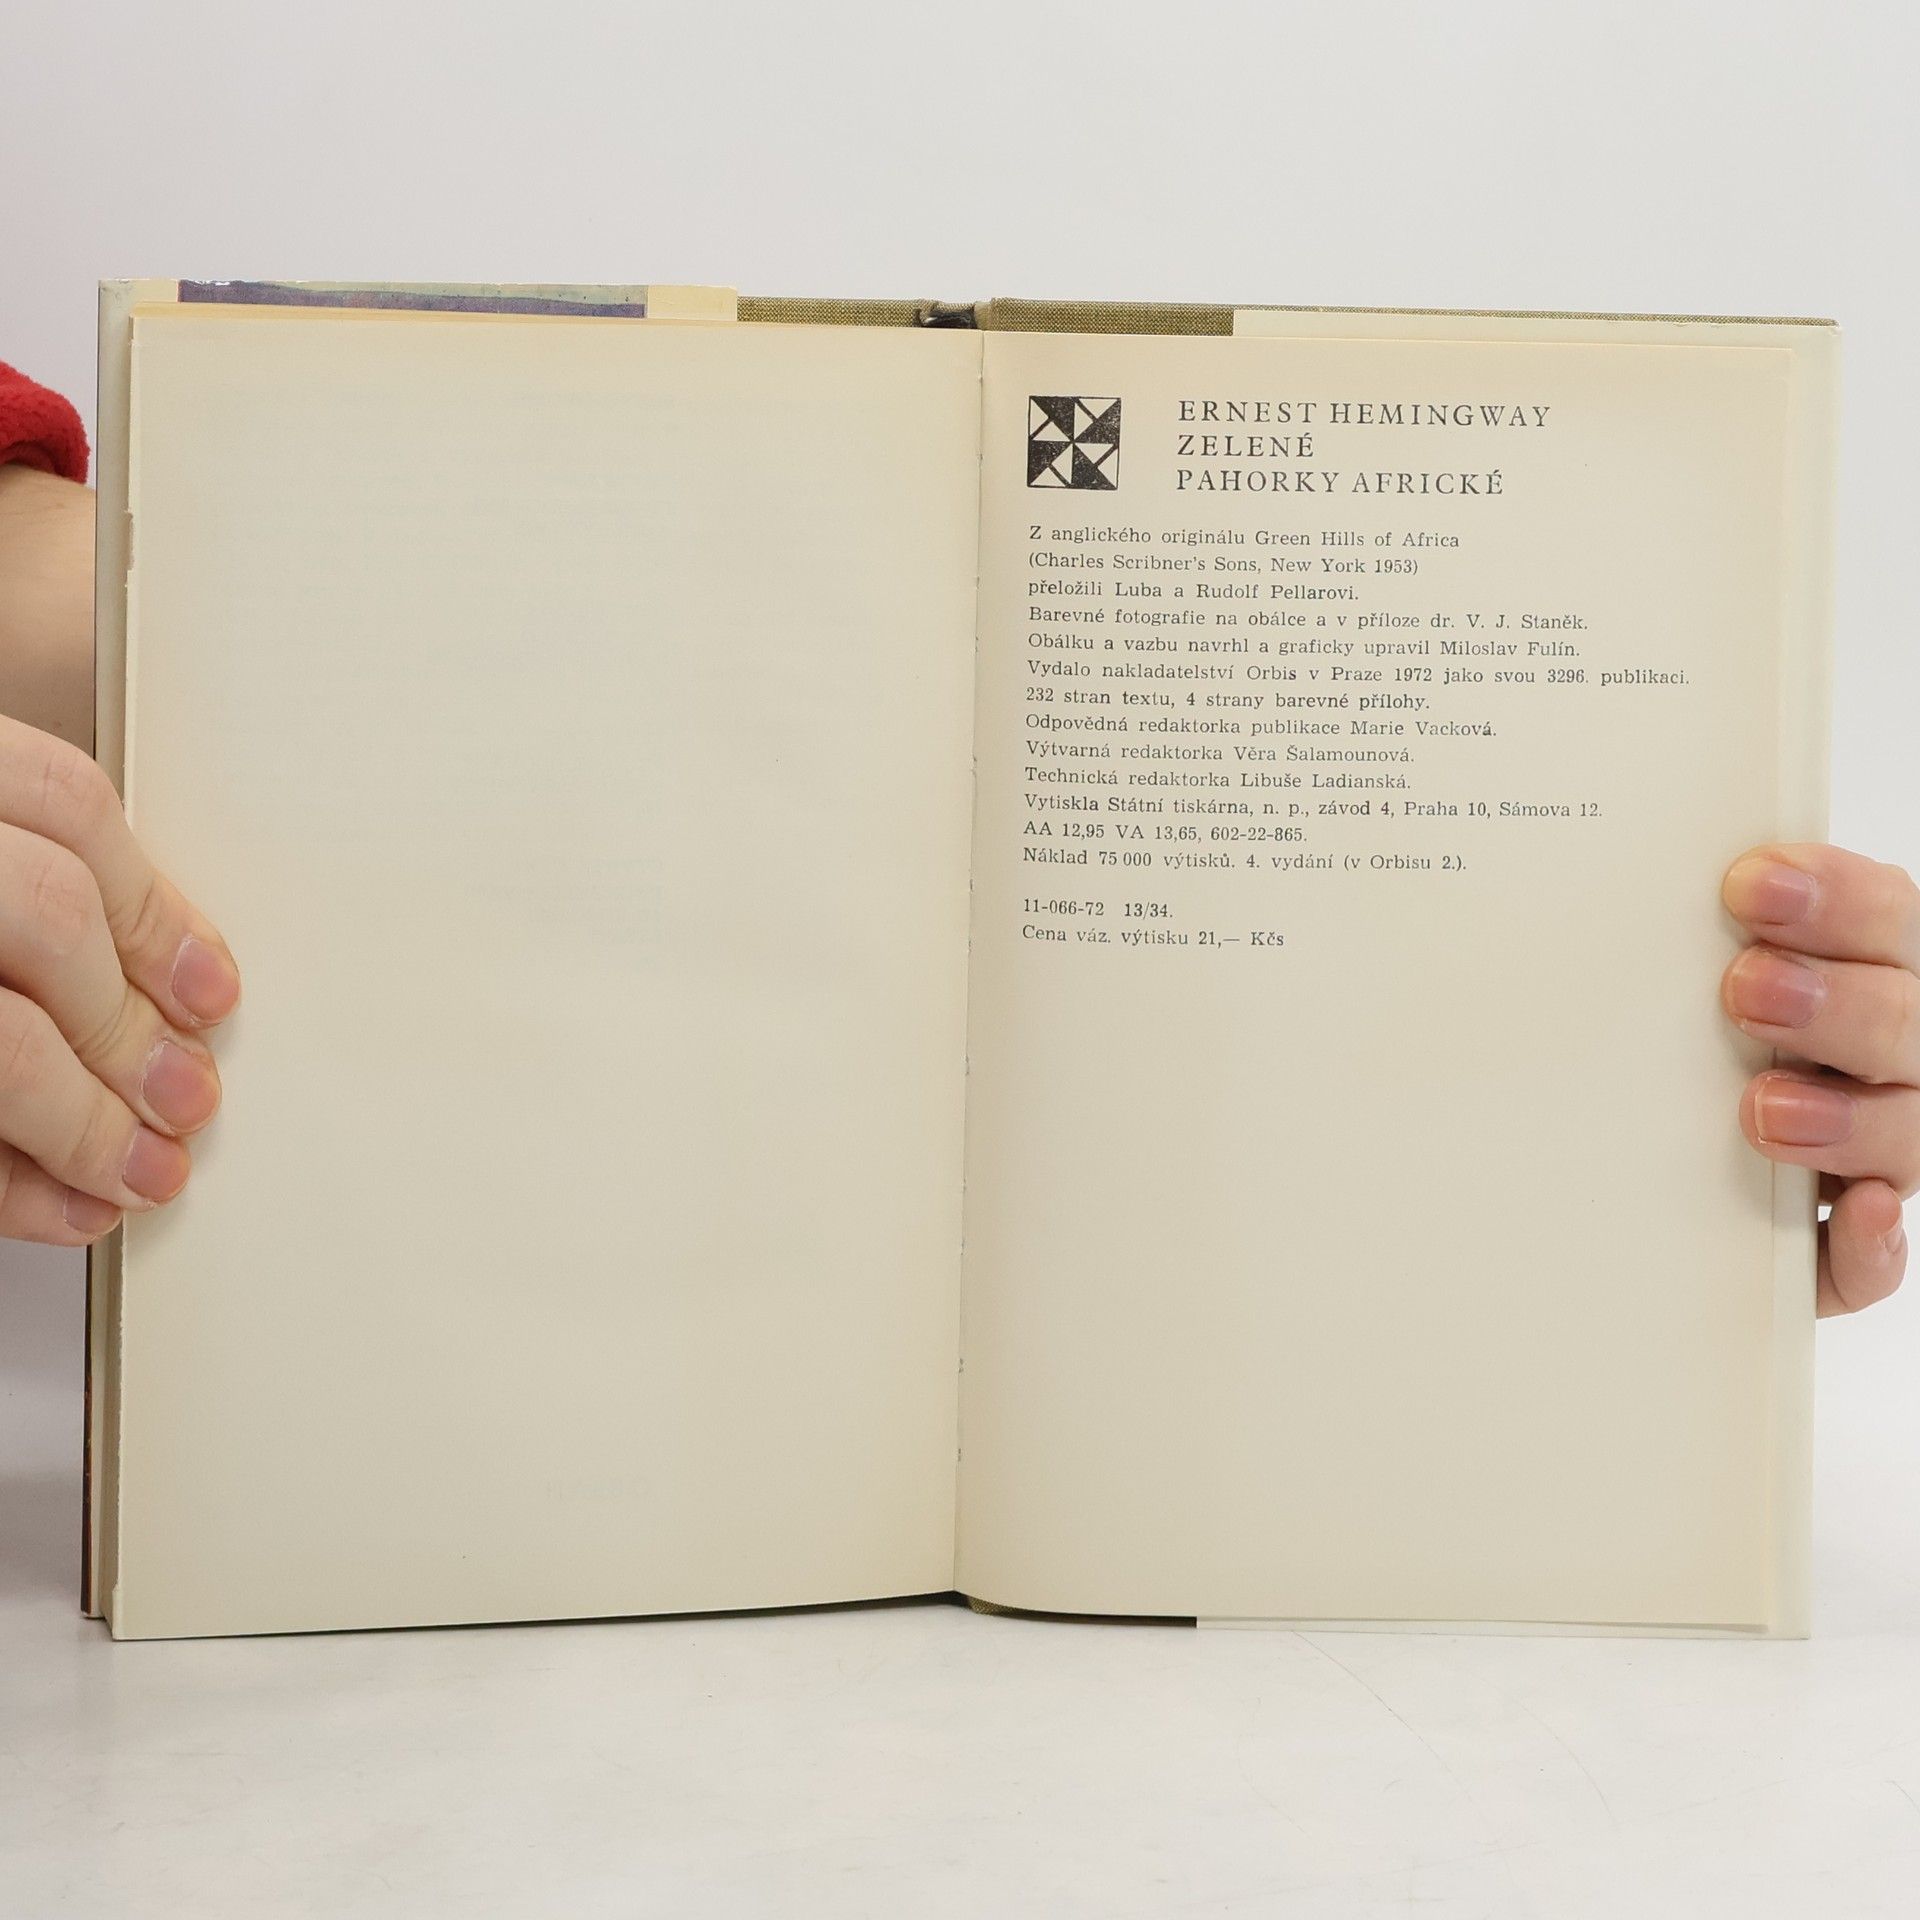 ERNEST HEMINGWAY
ZELENÉ
PAHORKY AFRICKÉ
Z anglického originálu Green Hills of Africa
(Charles Scribner's Sons, New York 1953)
přeložili Luba a Rudolf Pellarovi.
Barevné fotografie na obálce a v příloze dr. V. J. Staněk.
Obálku a vazbu navrhl a graficky upravil Miloslav Fulín.
Vydalo nakladatelství Orbis v Praze 1972 jako svou 3296. publikaci.
232 stran textu, 4 strany barevné přílohy.
Odpovědná redaktorka publikace Marie Vacková.
Výtvarná redaktorka Věra Šalamounová.
Technická redaktorka Libuše Ladianská.
Vytiskla Státní tiskárna, n. p., závod 4, Praha 10, Sámova 12.
AA 12,95 VA 13,65, 602-22-865.
Náklad 75 000 výtisků. 4. vydání (v Orbisu 2.).
11-066-72 13/34.
Cena váz. výtisku 21,— Kčs